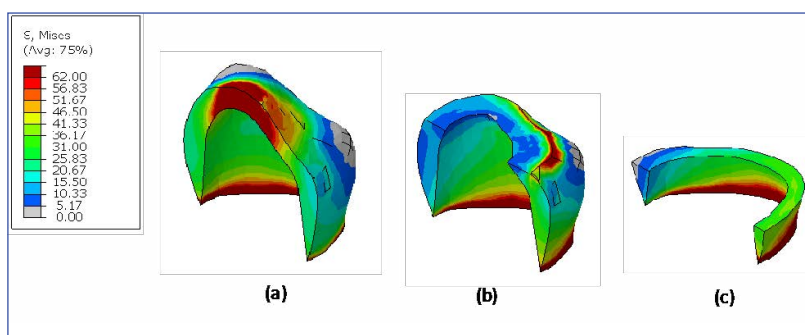 S, Mises
(Avg: 75%)
62.00
56.83
51.67
46.50
41.33
36.17
31.00
25.83
20.67
15.50
10.33
5.17
0.00
(a)
(b)
(c)